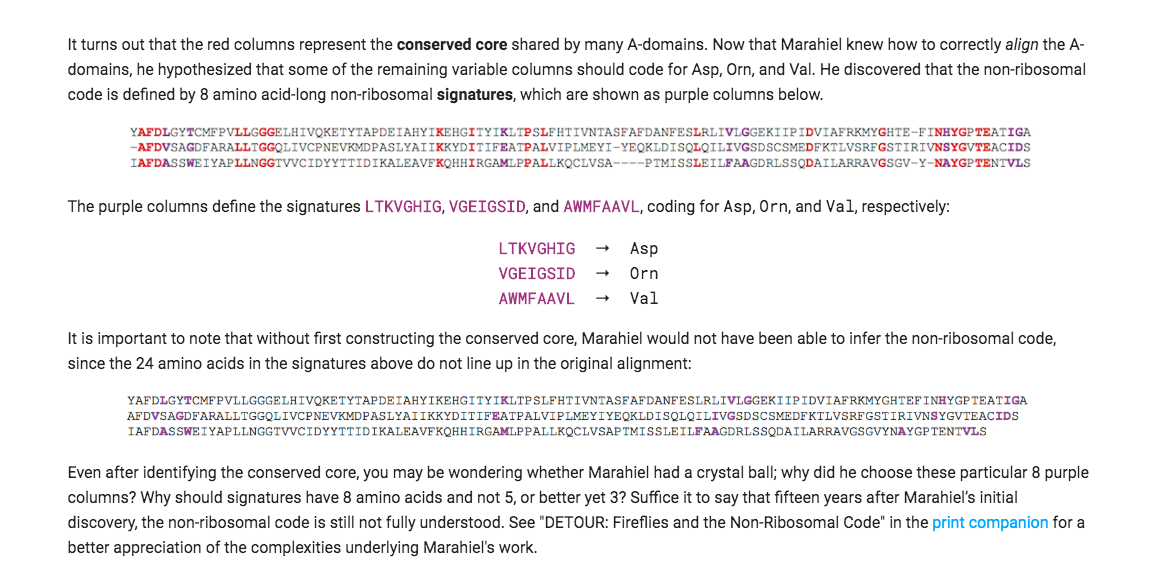 It turns out that the red columns represent the conserved core shared by many A-domains. Now that Marahiel knew how to correctly align the A-
domains, he hypothesized that some of the remaining variable columns should code for Asp, Orn, and Val. He discovered that the non-ribosomal
code is defined by 8 amino acid-long non-ribosomal signatures, which are shown as purple columns below.
YAFDLGYTCMFPVLLGGGELHIVQKETYTAPDEIAHYIKEHGITYIKLTPSLFHTIVNTASFAFDANFESLRLIVLGGEKIIPIDVIAFRKMYGHTE-FINHYGPTEATIGA
-AFDVSAGDFARALLTGGQLIVCPNEVKMDPASLYAIIKKYDITIFEATPALVIPLMEYI-YEQKLDISQLQILIVGSDSCSMEDFKTLVSRFGSTIRIVNSYGVTEACIDS
IAFDASSWEIYAPLLNGGTVVCIDYYTTIDIKALEAVFKQHHIRGAMLPPALLKQCLVSA----PTMISSLEILFAAGDRLSSQDAILARRAVGSGV-Y-NAYGPTENTVLS
The purple columns define the signatures LTKVGHIG, VGEIGSID, and AWMFAAVL, coding for Asp, Orn, and Val, respectively:
LTKVGHIG → Asp
VGEIGSID → Orn
AWMFAAVL → Val
It is important to note that without first constructing the conserved core, Marahiel would not have been able to infer the non-ribosomal code,
since the 24 amino acids in the signatures above do not line up in the original alignment:
YAFDLGYTCMFPVLLGGGELHIVQKETYTAPDEIAHYIKEHGITYIKLTPSLFHTIVNTASFAFDANFESLRLIVLGGEKIIPIDVIAFRKMYGHTEFINHYGPTEATIGA
AFDVSAGDFARALLTGGQLIVCPNEVKMDPASLYAIIKKYDITIFEATPALVIPLMEYIYEQKLDISQLQILIVGSDSCSMEDFKTLVSRFGSTIRIVNSYGVTEACIDS
IAFDASSWEIYAPLLNGGTVVCIDYYTTIDIKALEAVFKQHHIRGAMLPPALLKQCLVSAPTMISSLEILFAAGDRLSSQDAILARRAVGSGVYNAYGPTENTVLS
Even after identifying the conserved core, you may be wondering whether Marahiel had a crystal ball; why did he choose these particular 8 purple
columns? Why should signatures have 8 amino acids and not 5, or better yet 3? Suffice it to say that fifteen years after Marahiel's initial
discovery, the non-ribosomal code is still not fully understood. See "DETOUR: Fireflies and the Non-Ribosomal Code" in the print companion for a
better appreciation of the complexities underlying Marahiel's work.